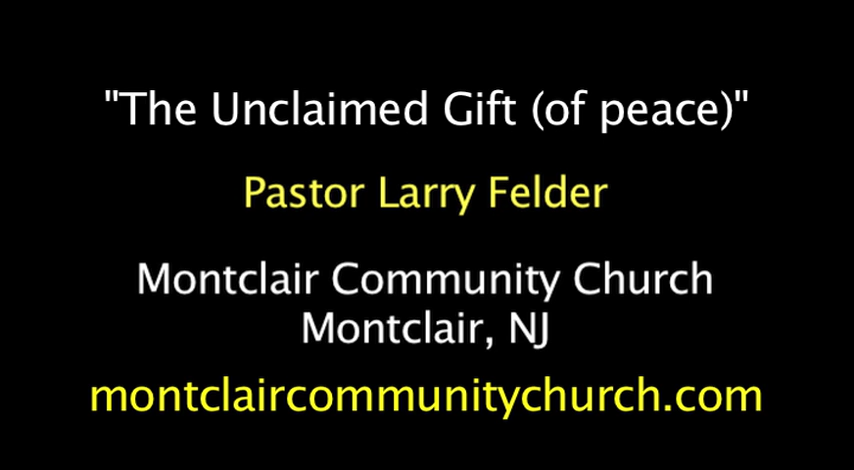 "The Unclaimed Gift (of peace)"
Pastor Larry Felder
Montclair Community Church
Montclair, NJ
montclaircommunitychurch.com